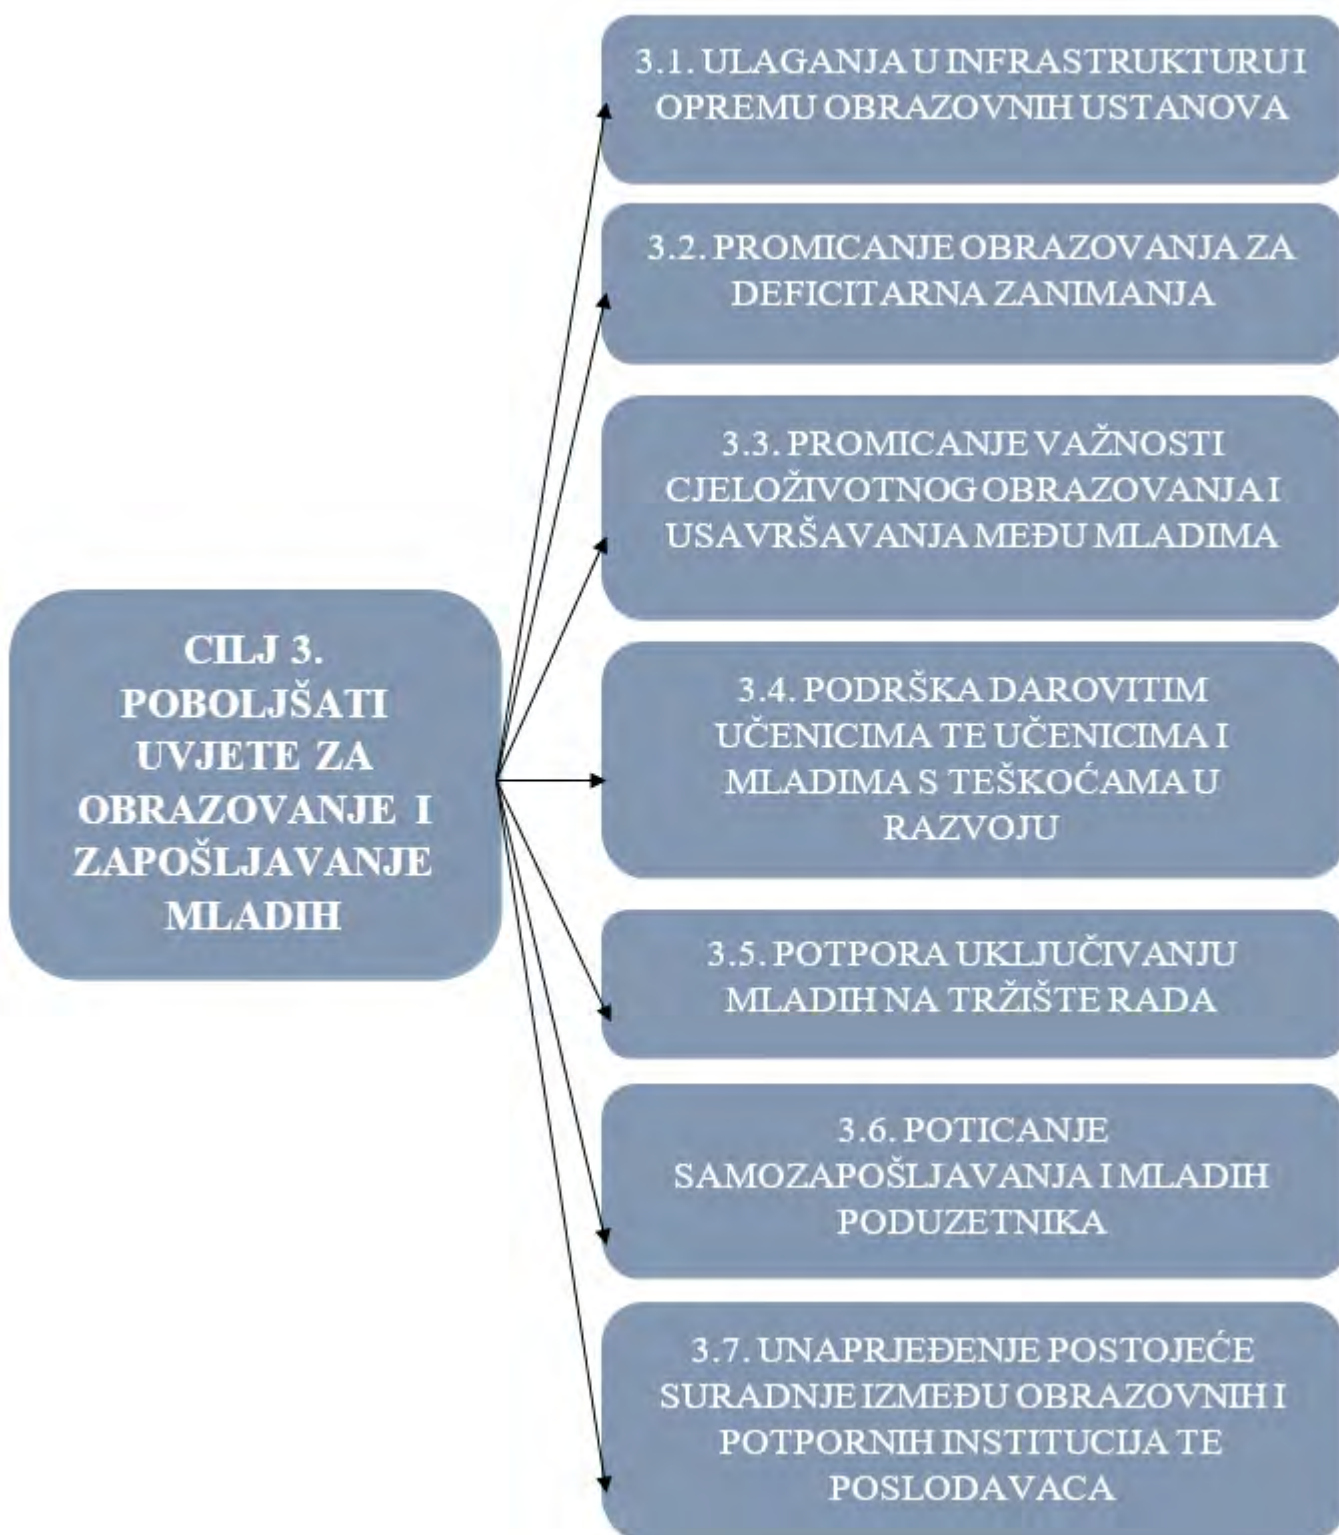 3.1. ULAGANJA U INFRASTRUKTURU I
OPREMU OBRAZOVNIH USTANOVA
3.2. PROMICANJE OBRAZOVANJA ZA
DEFICITARNA ZANIMANJA
3.3. PROMICANJE VAŽNOSTI
CJELOŽIVOTNOG OBRAZOVANJA I
USAVRŠAVANJA MEĐU MLADIMA
CILJ 3.
POBOLJŠATI
UVJETE ZA
OBRAZOVANJE I
ZAPOŠLJAVANJE
MLADIH
3.4. PODRŠKA DAROVITIM
UČENICIMA TE UČENICIMA I
MLADIMA S TEŠKOĆAMA U
RAZVOJU
3.5. POTPORA UKLJUČIVANJU
MLADIH NA TRŽIŠTE RADA
3.6. POTICANJE
SAMOZAPOŠLJAVANJA I MLADIH
PODUZETNIKA
3.7. UNAPRJEĐENJE POSTOJEĆE
SURADNJE IZMEĐU OBRAZOVNIH I
POTPORNIH INSTITUCIJA TE
POSLODAVACA